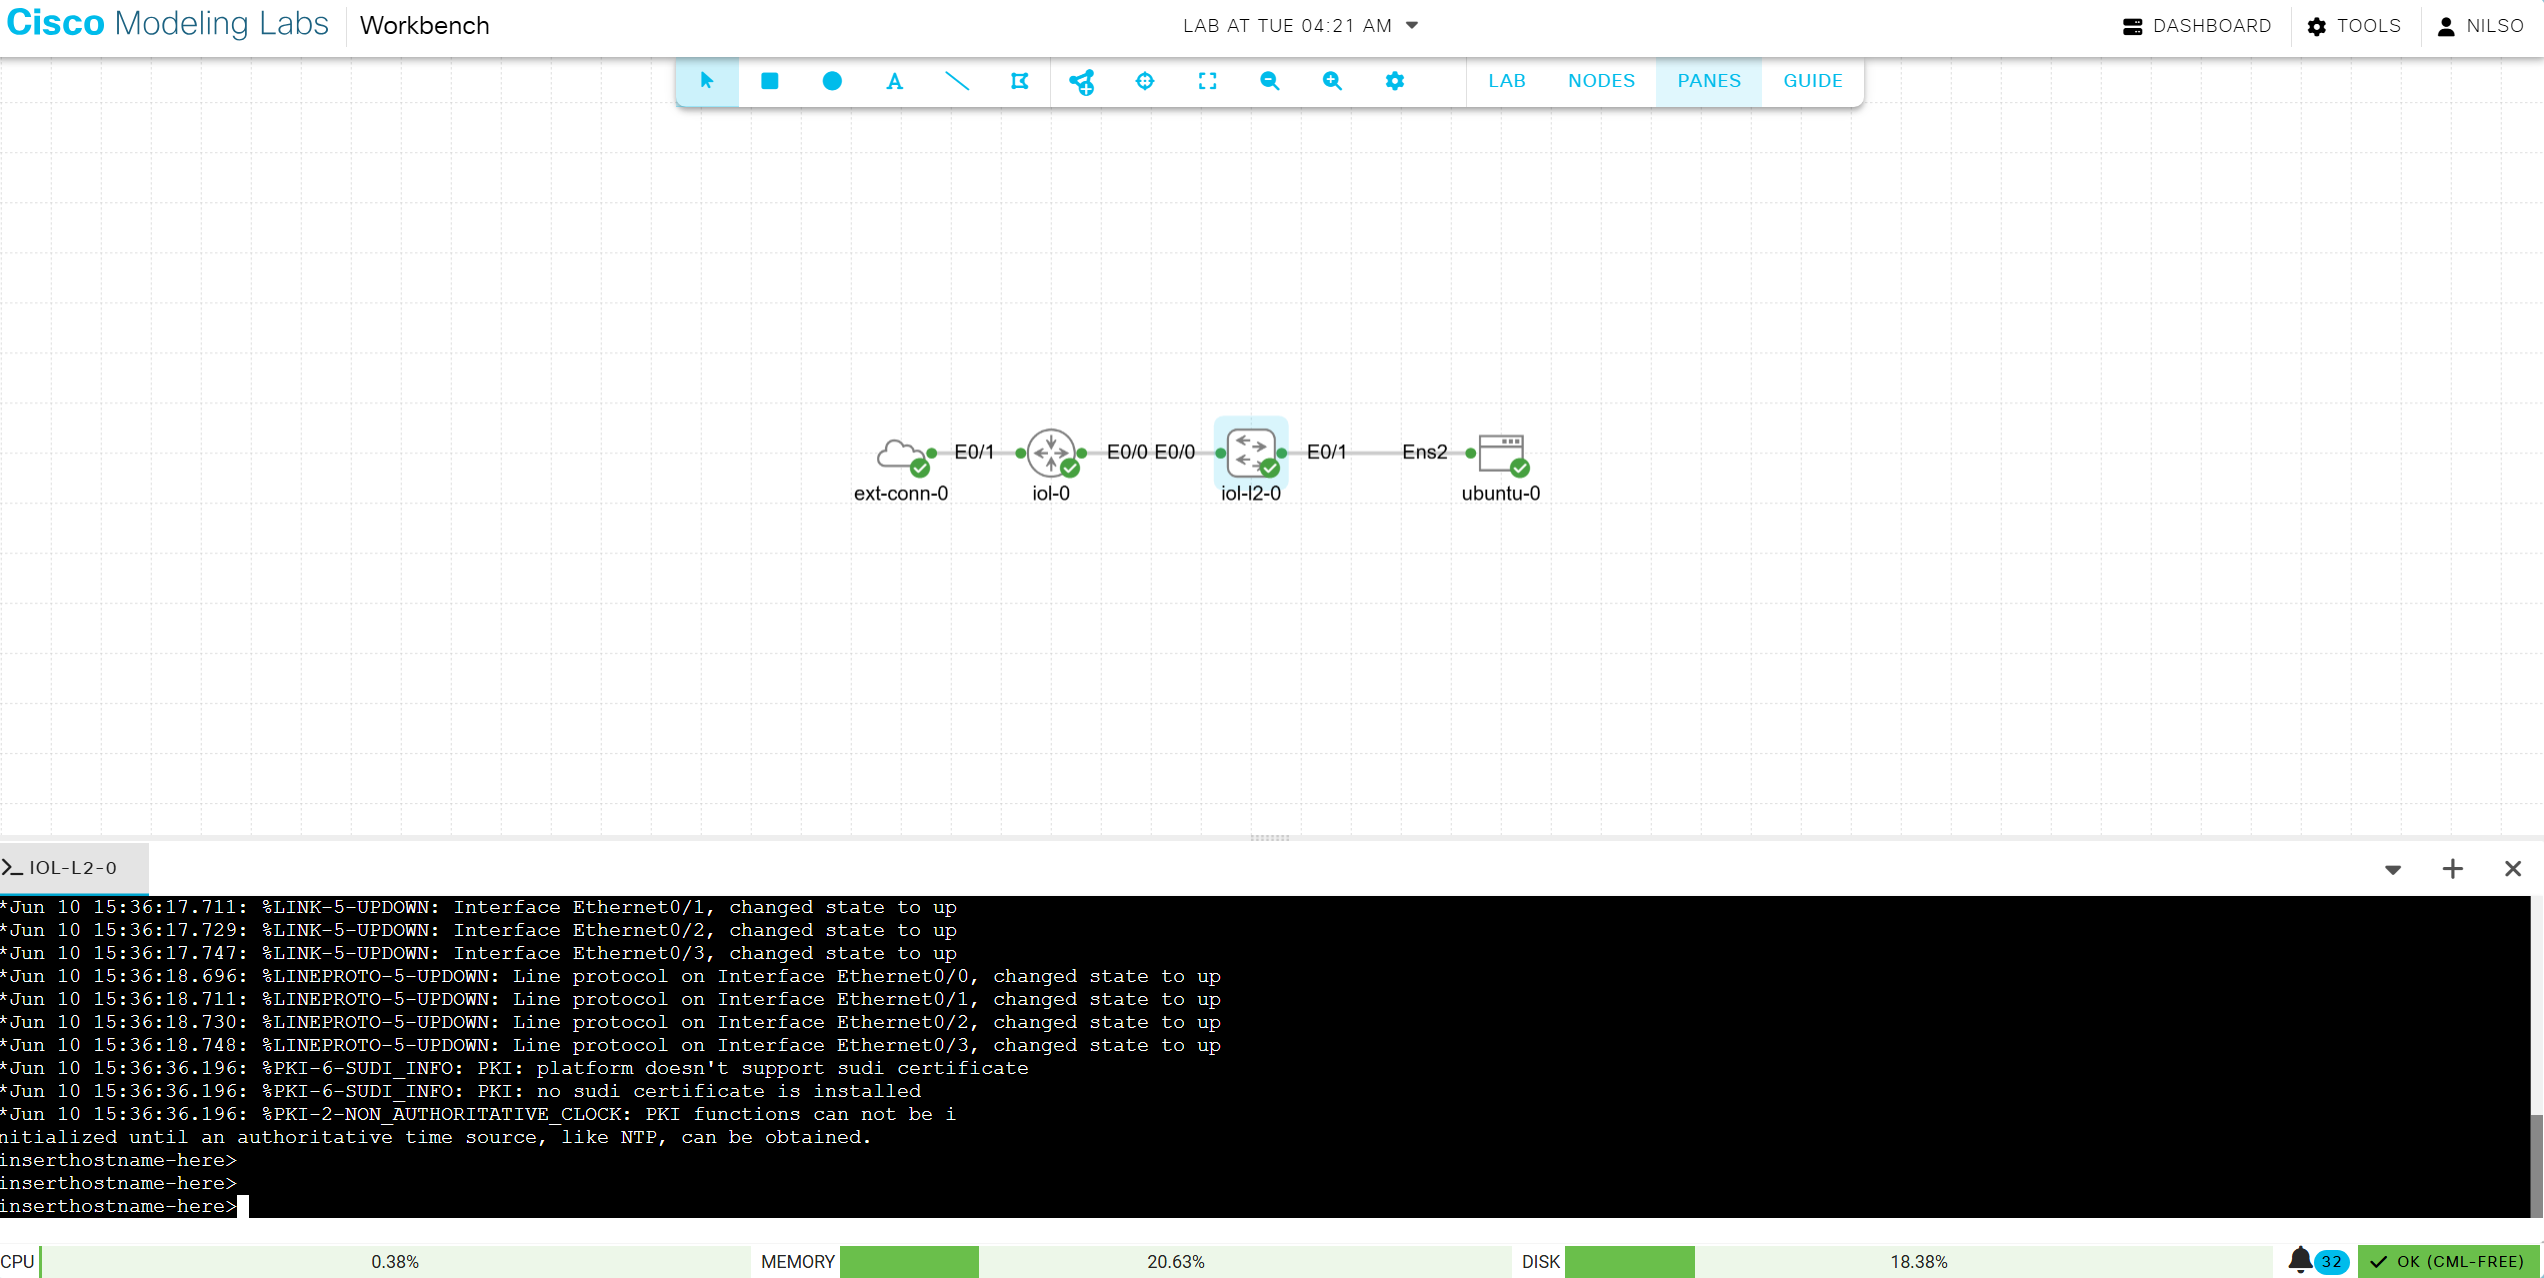 Cisco Modeling Labs Workbench
LAB AT TUE 04:21 AM
DASHBOARD TOOLS NILSO
A LAB NODES PANES GUIDE
E0/1 E0/0 E0/0 E0/1 Ens2
ext-conn-0 iol-0 iol-l2-0 ubuntu-0
IOL-L2-0
*Jun 10 15:36:17.711: %LINK-5-UPDOWN: Interface Ethernet0/1, changed state to up
*Jun 10 15:36:17.729: %LINK-5-UPDOWN: Interface Ethernet0/2, changed state to up
*Jun 10 15:36:17.747: %LINK-5-UPDOWN: Interface Ethernet0/3, changed state to up
*Jun 10 15:36:18.696: %LINEPROTO-5-UPDOWN: Line protocol on Interface Ethernet0/0, changed state to up
*Jun 10 15:36:18.711: %LINEPROTO-5-UPDOWN: Line protocol on Interface Ethernet0/1, changed state to up
*Jun 10 15:36:18.730: %LINEPROTO-5-UPDOWN: Line protocol on Interface Ethernet0/2, changed state to up
*Jun 10 15:36:18.748: %LINEPROTO-5-UPDOWN: Line protocol on Interface Ethernet0/3, changed state to up
*Jun 10 15:36:36.196: %PKI-6-SUDI_INFO: PKI: platform doesn't support sudi certificate
*Jun 10 15:36:36.196: %PKI-6-SUDI_INFO: PKI: no sudi certificate is installed
*Jun 10 15:36:36.196: %PKI-2-NON_AUTHORITATIVE_CLOCK: PKI functions can not be i
nitialized until an authoritative time source, like NTP, can be obtained.
inserthostname-here>
inserthostname-here>
inserthostname-here>
CPU 0.38% MEMORY 20.63% DISK 18.38% 32 OK (CML-FREE)